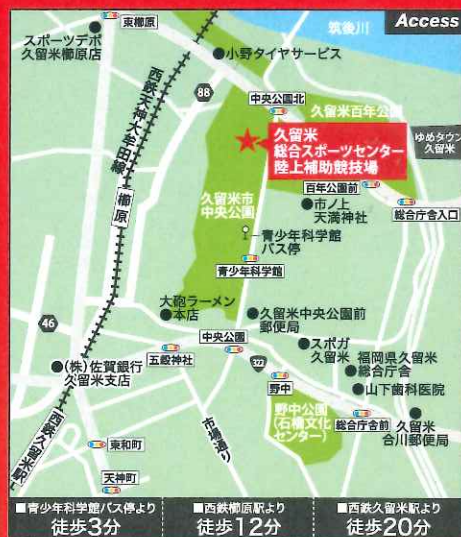 Access
筑後川
東櫛原
スポーツデポ
久留米櫛原店
小野タイヤサービス
西鉄天神大牟田線
88
中央公園北
久留米百年公園
久留米
総合スポーツセンター
陸上補助競技場
ゆめタウン
久留米
櫛原
久留米市
中央公園
百年公園前
市ノ上
天満神社
総合庁舎入口
青少年科学館
バス停
青少年科学館
大砲ラーメン
本店
久留米中央公園前
郵便局
46
中央公園
五穀神社
322
スポガ
久留米
福岡県久留米
総合庁舎
(株)佐賀銀行
久留米支店
野中
山下歯科医院
野中公園
(石橋文化
センター)
総合庁舎前
久留米
合川郵便局
西鉄久留米駅
東和町
市場通り
天神町
■青少年科学館バス停より
徒歩3分
■西鉄櫛原駅より
徒歩12分
■西鉄久留米駅より
徒歩20分